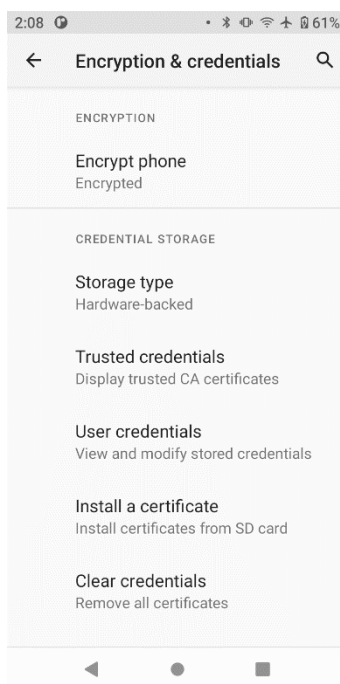 2:08 61%
Encryption & credentials
ENCRYPTION
Encrypt phone
Encrypted
CREDENTIAL STORAGE
Storage type
Hardware-backed
Trusted credentials
Display trusted CA certificates
User credentials
View and modify stored credentials
Install a certificate
Install certificates from SD card
Clear credentials
Remove all certificates